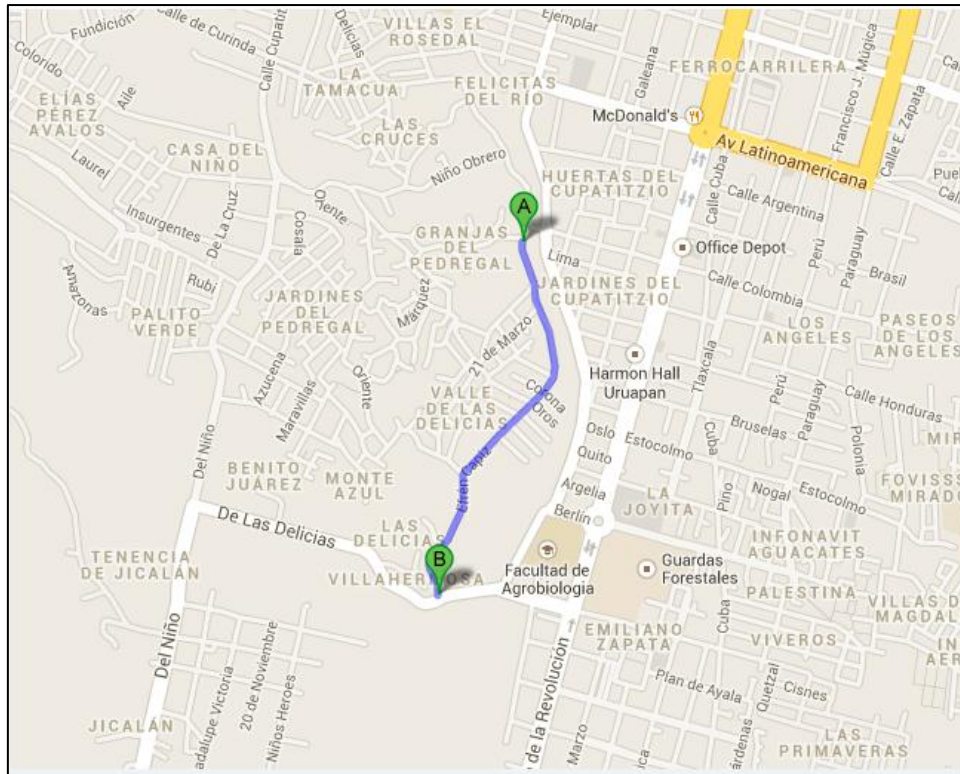 Fundición
Calle de Curinda
Calle Cupatit
Delicias
VILLAS EL
ROSEDAL
Ejemplar
Galeana
FERROCARRILERA
Francisco J. Múgica
Calle E. Zapata
Colorido
Aile
LA
TAMACUA
FELICITAS
DEL RÍO
ELÍAS
PÉREZ
AVALOS
McDonald's
Av Latinoamericana
LAS
CRUCES
CASA DEL
NIÑO
Niño Obrero
Laurel
HUERTAS DEL
CUPATITZIO
Calle Cuba
Calle Argentina
Insurgentes
De La Cruz
Oriente
Cosala
A
GRANJAS
DEL
PEDREGAL
Lima
Office Depot
Perú
Paraguay
Brasil
Amazonas
Rubí
JARDINES DEL
CUPATITZIO
Calle Colombia
PALITO
VERDE
JARDINES
DEL
PEDREGAL
Márquez
21 de Marzo
LOS
ANGELES
PASEOS
DE LOS
ANGELES
Harmon Hall
Uruapan
Tlaxcala
Azucena
Oriente
Maravillas
VALLE
DE LAS
DELICIAS
Corona
Oros
Perú
Paraguay
Calle Honduras
Oslo
Estocolmo
Bruselas
Cuba
Polonia
Del Niño
Quito
BENITO
JUÁREZ
MONTE
AZUL
Efrén Capiz
Argelia
LA
JOYITA
Pino
Nogal
Estocolmo
FOVISSS
MIRADO
De Las Delicias
LAS
DELICIAS
Berlín
INFONAVIT
AGUACATES
TENENCIA
DE JICALÁN
B
VILLAHERMOSA
Facultad de
Agrobiologia
Guardas
Forestales
PALESTINA
VILLAS D
MAGDAL
Cuba
EMILIANO
ZAPATA
VIVEROS
Del Niño
20 de Noviembre
de la Revolución
Plan de Ayala
Quetzal
Cisnes
JICALÁN
adalupe Victoria
Niños Heroes
Marzo
árdenas
LAS
PRIMAVERAS